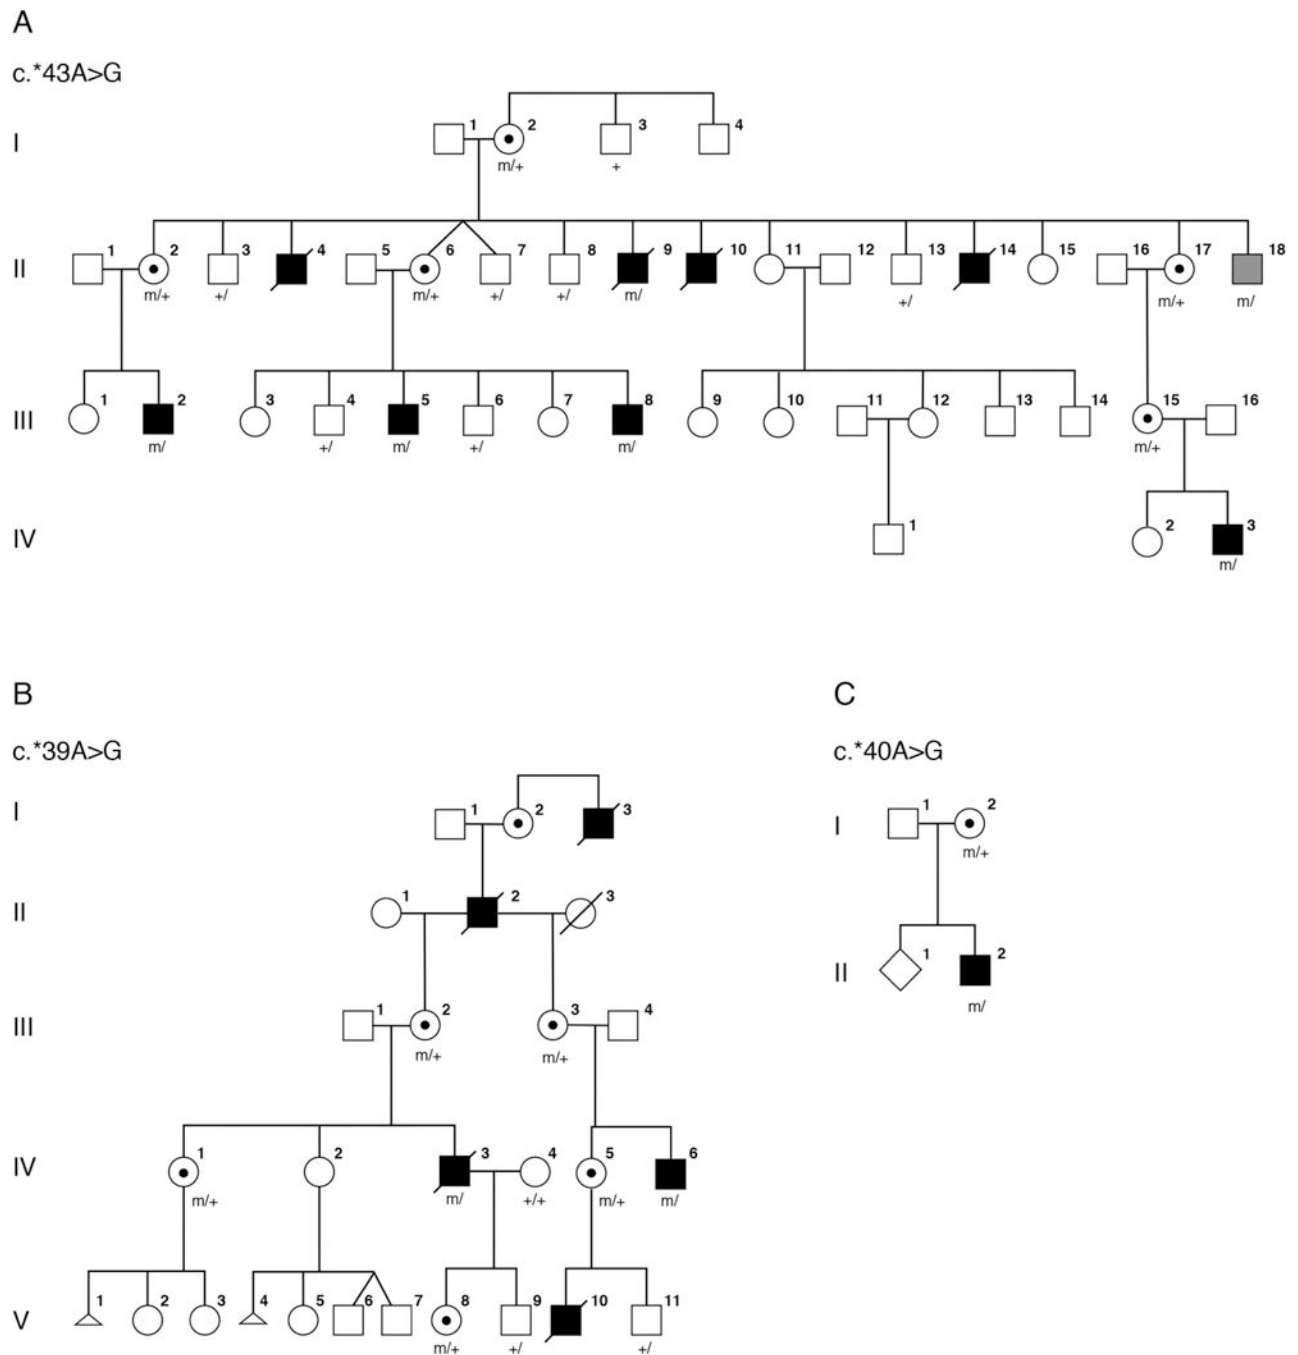 A
c.*43A>G
I
1 2 3 4
m/+ +
II
1 2 3 4 5 6 7 8 9 10 11 12 13 14 15 16 17 18
m/+ +/ m/+ +/ +/ m/ +/ m/+ m/
III
1 2 3 4 5 6 7 8 9 10 11 12 13 14 15 16
m/ +/ m/ +/ m/ m/+
IV
1 2 3
m/
B
c.*39A>G
I
1 2 3
II
1 2 3
III
1 2 3 4
m/+ m/+
IV
1 2 3 4 5 6
m/+ m/ +/+ m/+ m/
V
1 2 3 4 5 6 7 8 9 10 11
m/+ +/ +/
C
c.*40A>G
I
1 2
m/+
II
1 2
m/